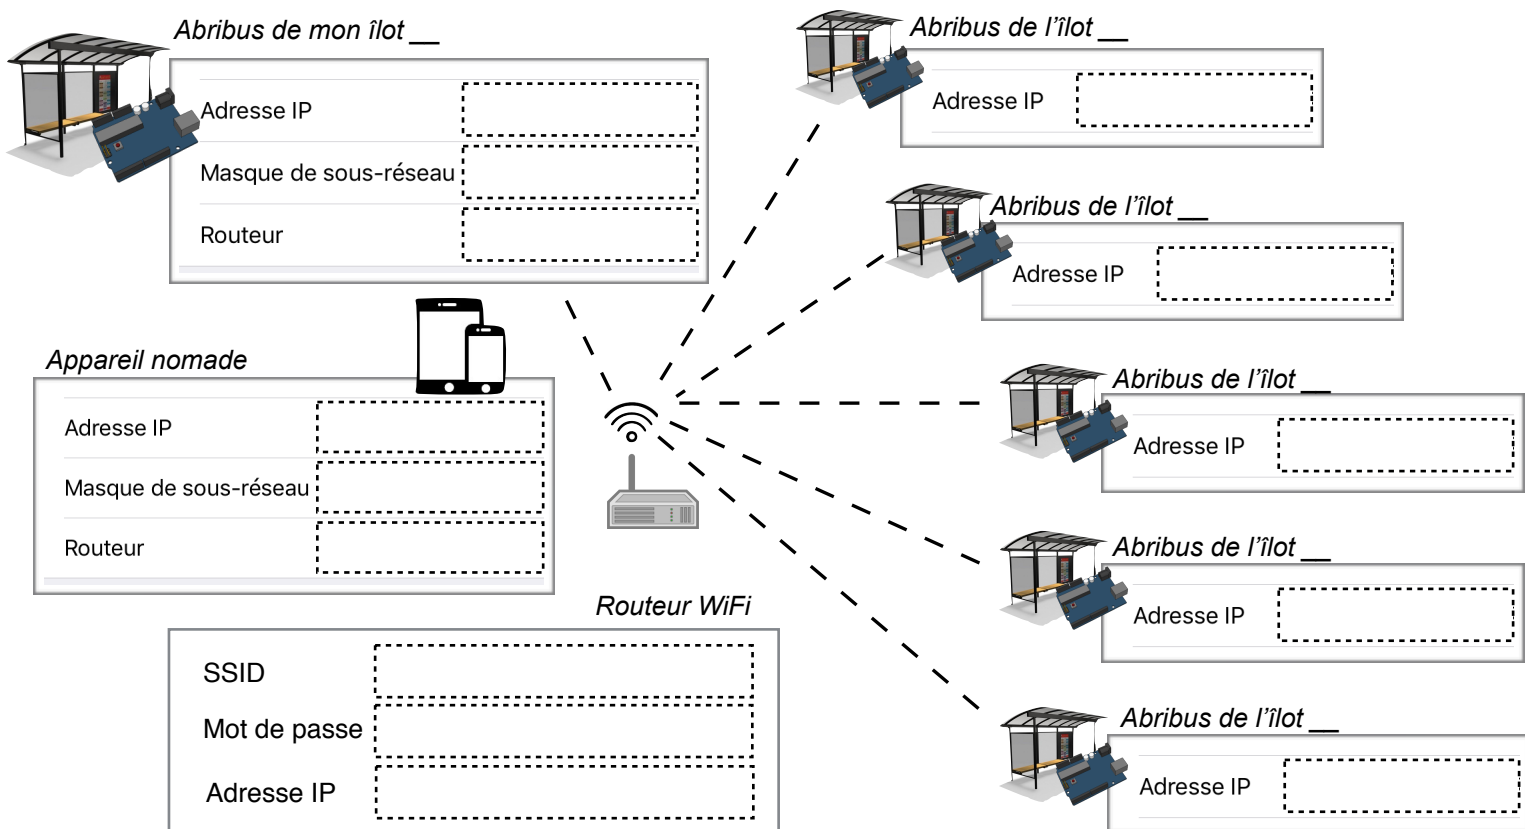 Abribus de mon îlot __
Adresse IP
Masque de sous-réseau
Routeur
Appareil nomade
Adresse IP
Masque de sous-réseau
Routeur
Routeur WiFi
SSID
Mot de passe
Adresse IP
Abribus de l’îlot __
Adresse IP
Abribus de l’îlot __
Adresse IP
Abribus de l’îlot __
Adresse IP
Abribus de l’îlot __
Adresse IP
Abribus de l’îlot __
Adresse IP